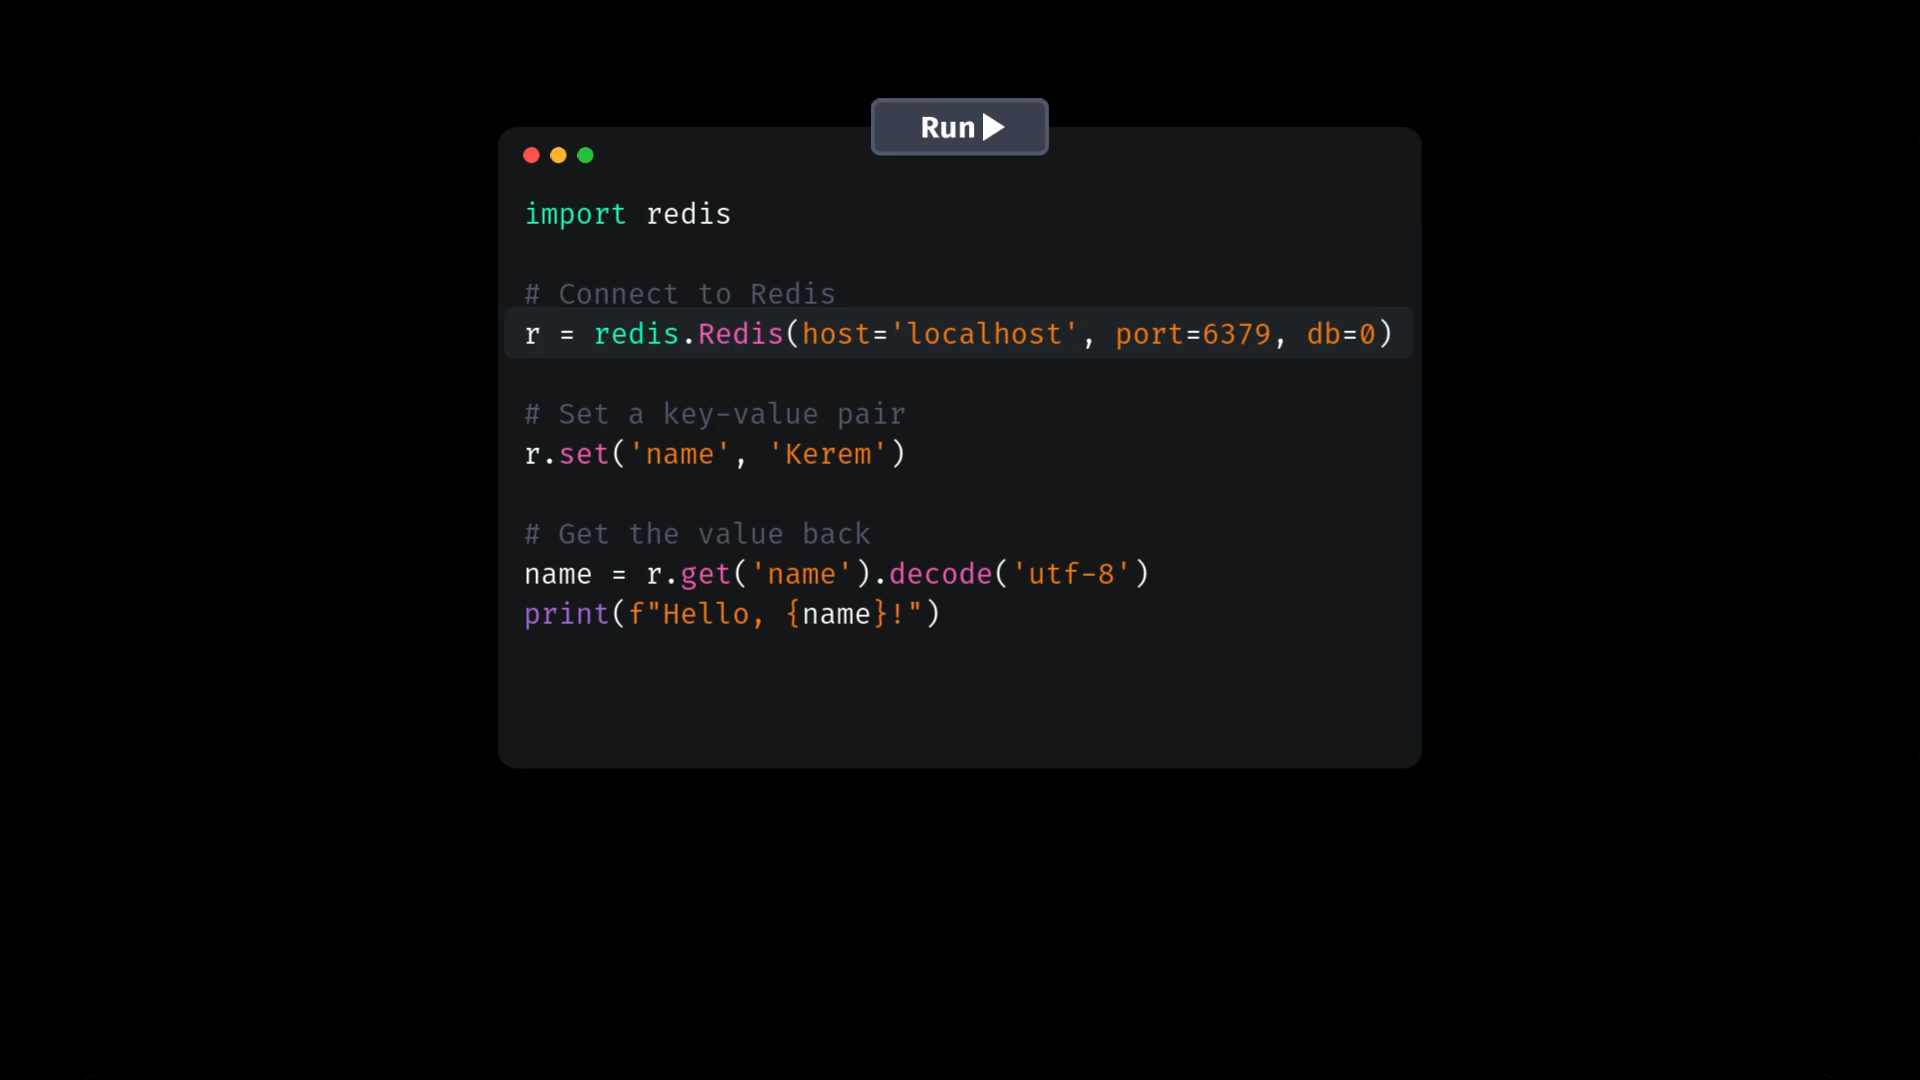 Run
import redis
# Connect to Redis
r = redis.Redis(host='localhost', port=6379, db=0)
# Set a key-value pair
r.set('name', 'Kerem')
# Get the value back
name = r.get('name').decode('utf-8')
print(f"Hello, {name}!")